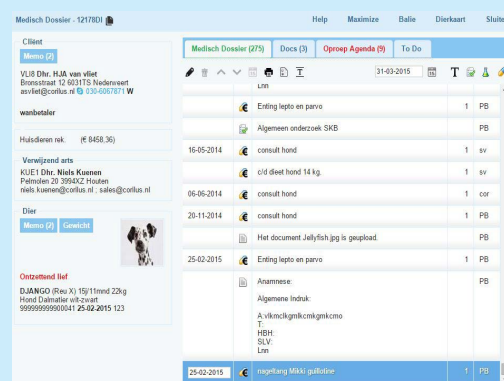 Medisch Dossier - 12178DI
Help Maximize Balie Dierkaart Sluite
Cliënt
Memo (2)
VLI8 Dhr. HJA van vliet
Bronsstraat 12 6031TS Nederweert
asvliet@corilus.nl 030-6067871 W
wanbetaler
Huisdieren rek. (€ 8458,36)
Verwijzend arts
KUE1 Dhr. Niels Kuenen
Pelmolen 20 3994XZ Houten
niels.kuenen@corilus.nl ; sales@corilus.nl
Dier
Memo (2) Gewicht
Ontzettend lief
DJANGO (Reu X) 15j/11mnd 22kg
Hond Dalmatier wit-zwart
999999999900041 25-02-2015 123
Medisch Dossier (275) Docs (3) Oproep Agenda (9) To Do
31-03-2015
Lnn
Enting lepto en parvo 1 PB
Algemeen onderzoek SKB PB
16-05-2014 consult hond 1 sv
c/d dieet hond 14 kg. 1 sv
06-06-2014 consult hond 1 cor
20-11-2014 consult hond 1 PB
Het document Jellyfish.jpg is geupload. PB
25-02-2015 Enting lepto en parvo 1 PB
Anamnese: PB
Algemene Indruk:
A:vlkmclkgmlkcmkgmkcmo
T:
HBH:
SLV:
Lnn
25-02-2015 nageltang Mikki guillotine 1 PB